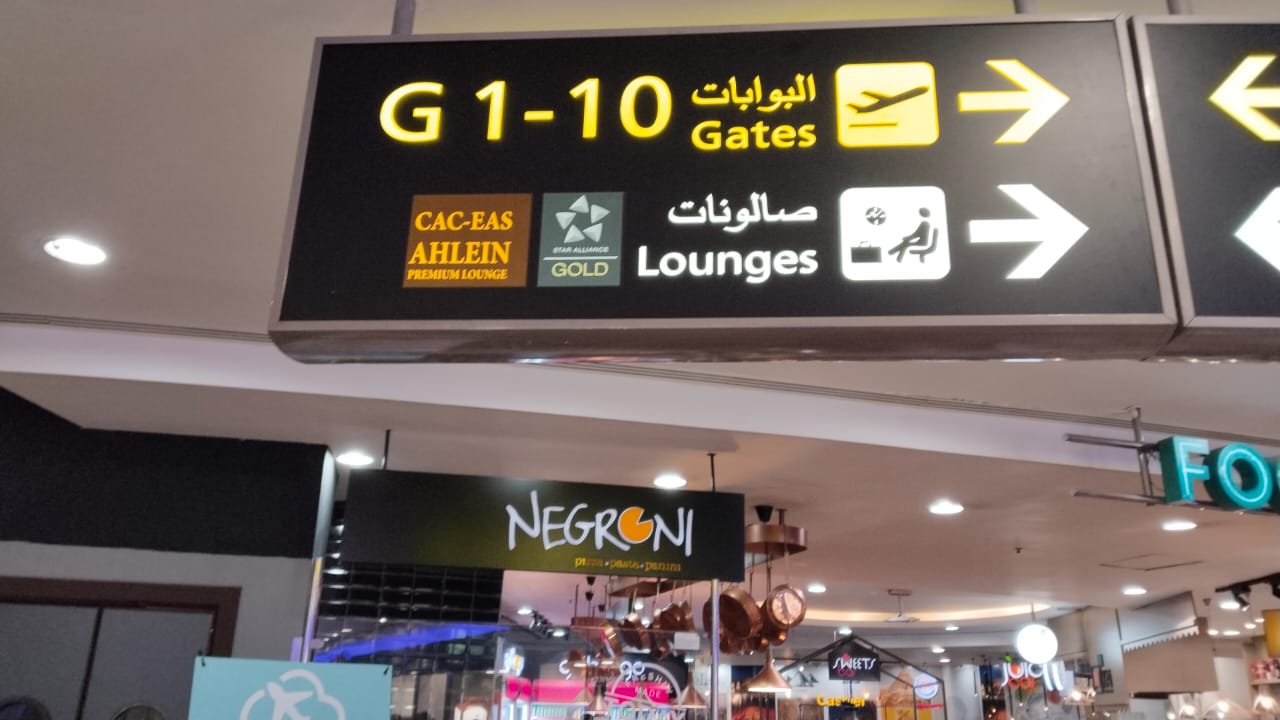 G 1-10
البوابات
Gates
CAC-EAS
AHLEIN
PREMIUM LOUNGE
STAR ALLIANCE
GOLD
صالونات
Lounges
NEGRONI
pizza • pasta • panini
FO
SWEETS
MADE